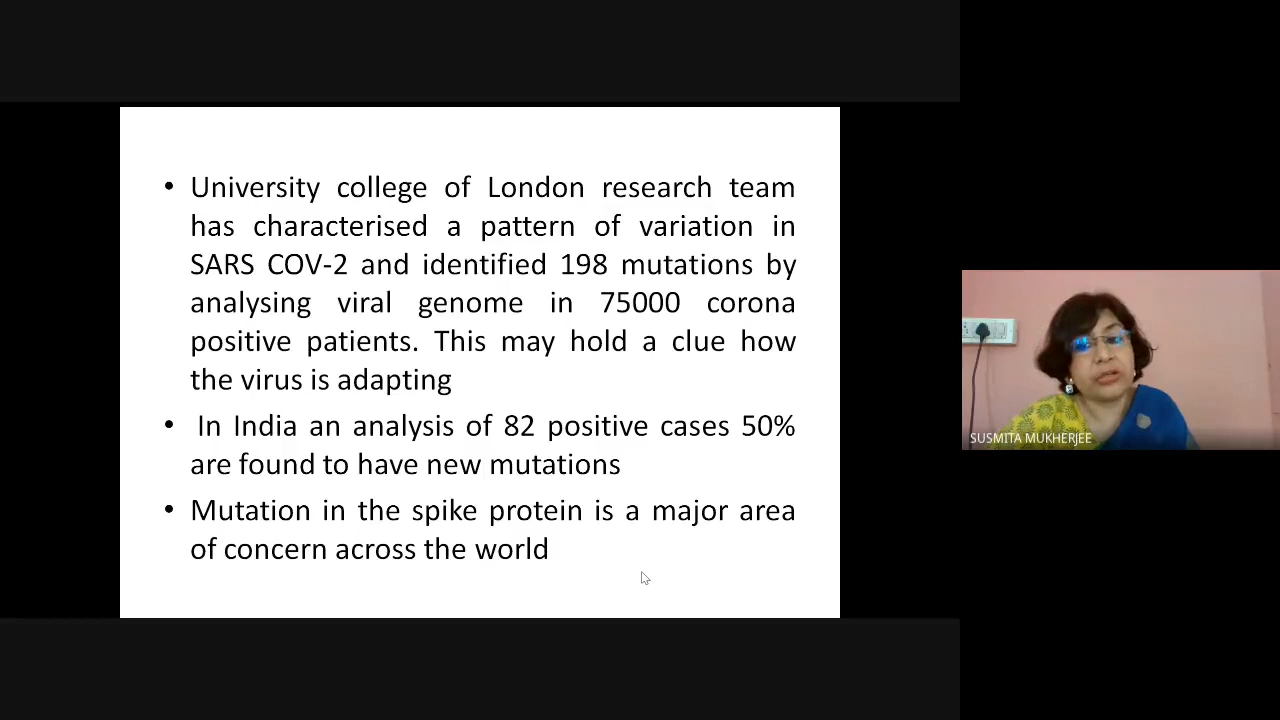 • University college of London research team
has characterised a pattern of variation in
SARS COV-2 and identified 198 mutations by
analysing viral genome in 75000 corona
positive patients. This may hold a clue how
the virus is adapting
• In India an analysis of 82 positive cases 50%
are found to have new mutations
• Mutation in the spike protein is a major area
of concern across the world
SUSMITA MUKHERJEE